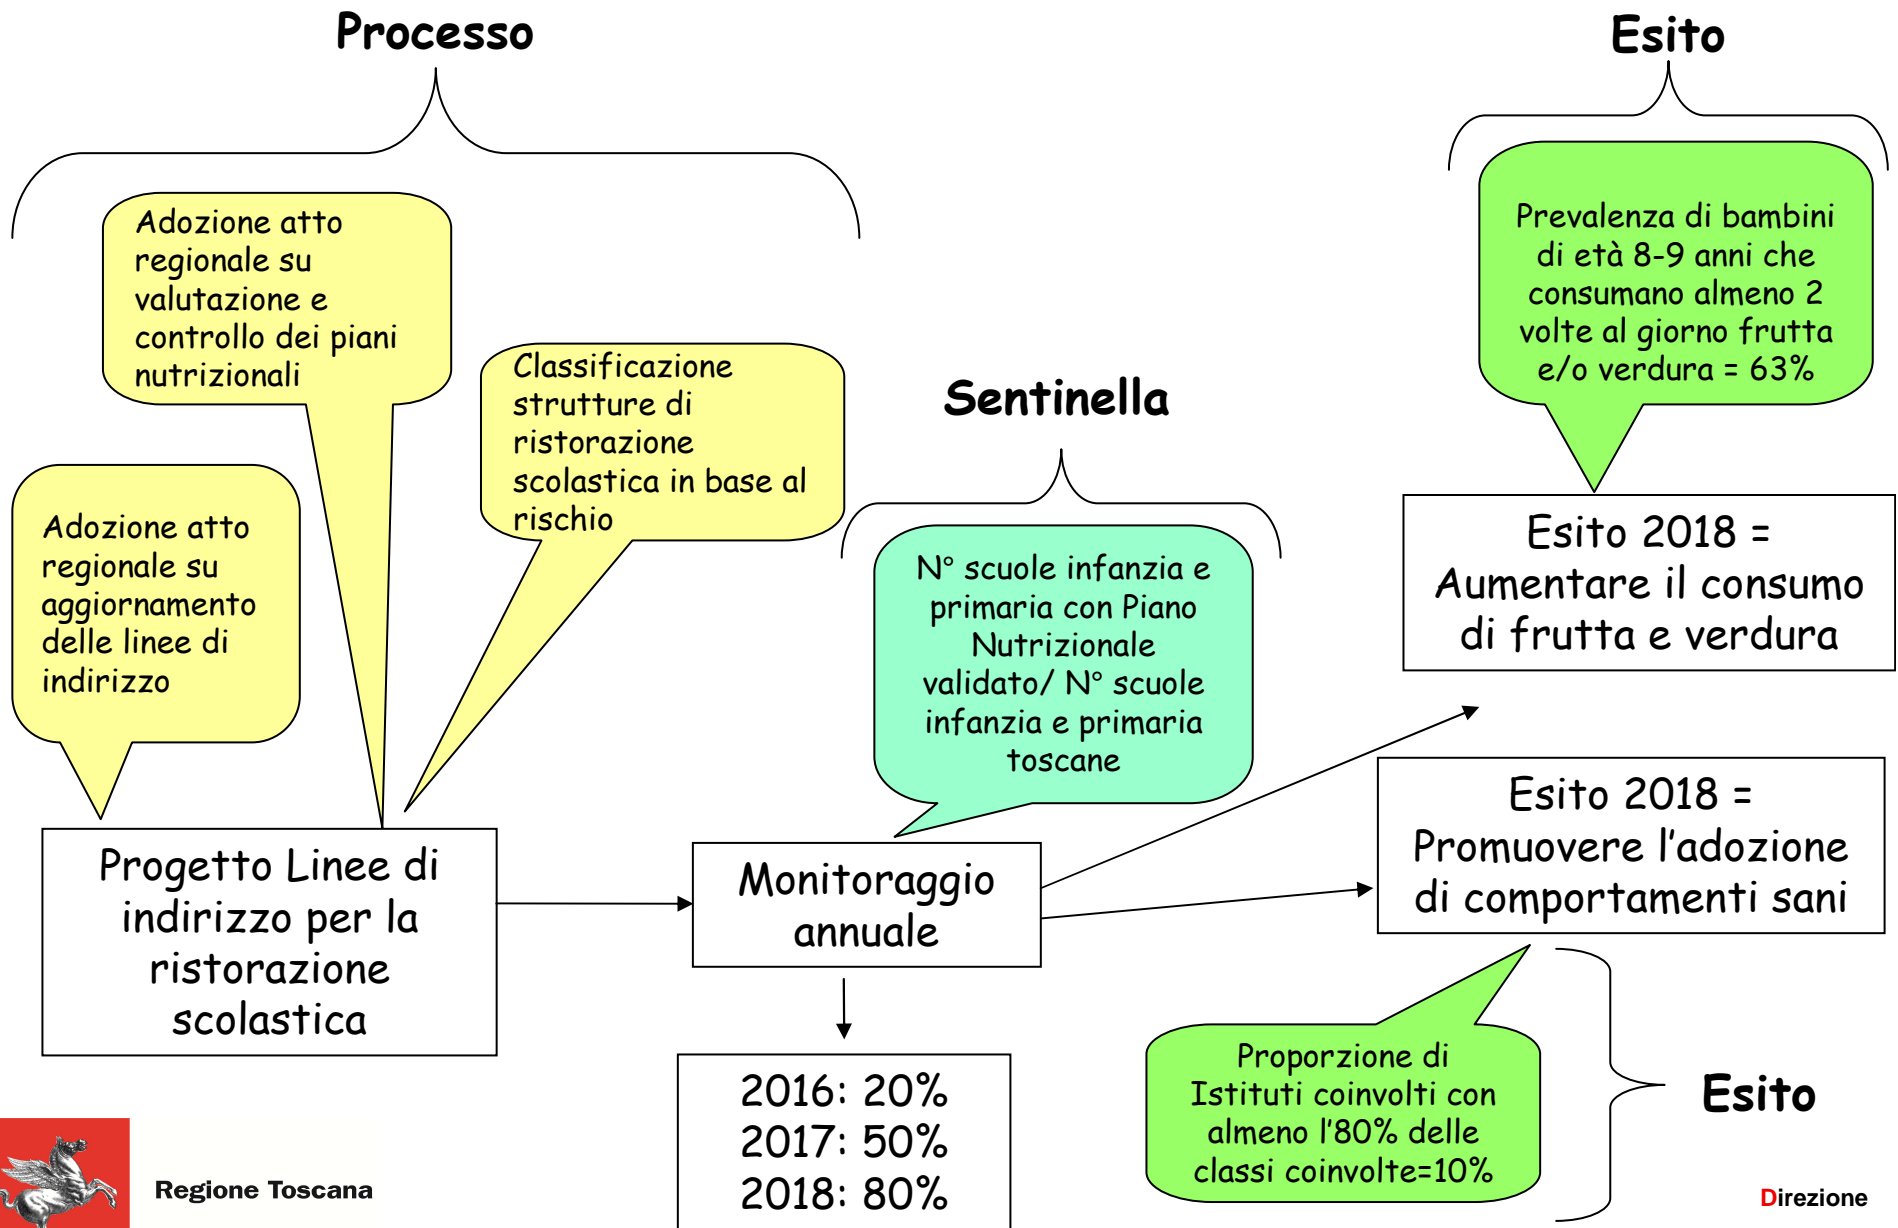 Processo
Esito
Adozione atto
regionale su
valutazione e
controllo dei piani
nutrizionali
Prevalenza di bambini
di età 8-9 anni che
consumano almeno 2
volte al giorno frutta
e/o verdura = 63%
Classificazione
strutture di
ristorazione
scolastica in base al
rischio
Sentinella
Adozione atto
regionale su
aggiornamento
delle linee di
indirizzo
N° scuole infanzia e
primaria con Piano
Nutrizionale
validato/ N° scuole
infanzia e primaria
toscane
Esito 2018 =
Aumentare il consumo
di frutta e verdura
Progetto Linee di
indirizzo per la
ristorazione
scolastica
Monitoraggio
annuale
Esito 2018 =
Promuovere l'adozione
di comportamenti sani
2016: 20%
2017: 50%
2018: 80%
Proporzione di
Istituti coinvolti con
almeno l'80% delle
classi coinvolte=10%
Esito
Regione Toscana
Direzione